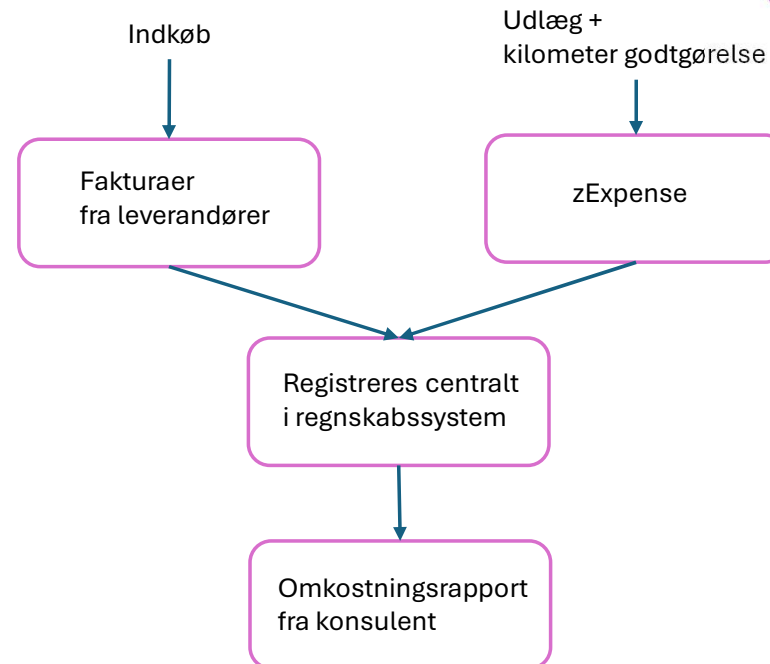 Indkøb
Udlæg +
kilometer godtgørelse
Fakturaer
fra leverandører
zExpense
Registreres centralt
i regnskabssystem
Omkostningsrapport
fra konsulent